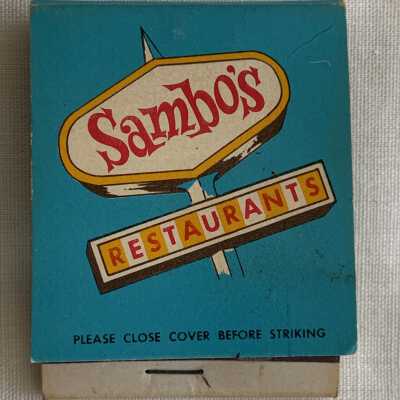 Sambo's
RESTAURANTS
PLEASE CLOSE COVER BEFORE STRIKING